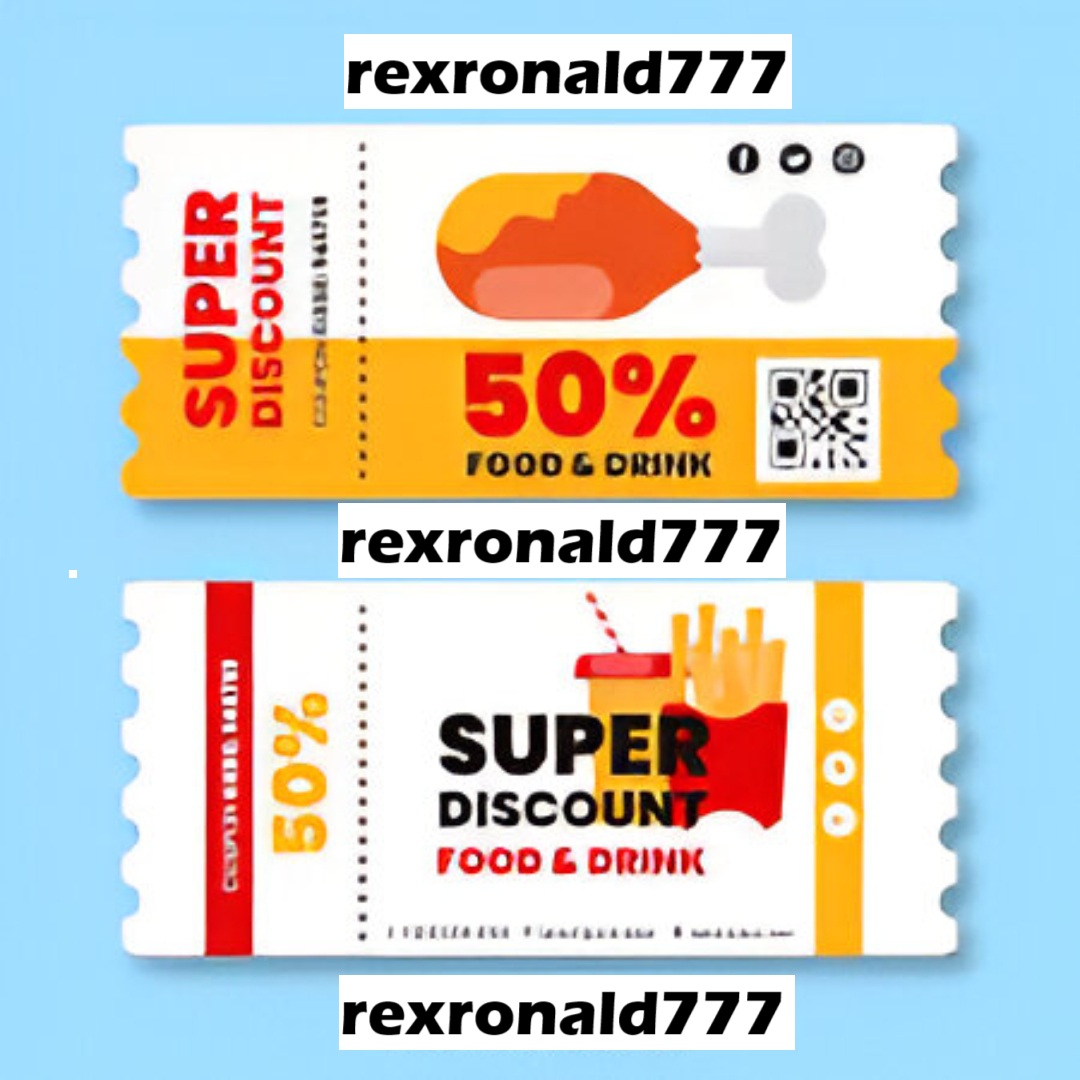 rexronald777
SUPER
DISCOUNT
50%
FOOD & DRINK
rexronald777
50%
SUPER
DISCOUNT
FOOD & DRINK
rexronald777